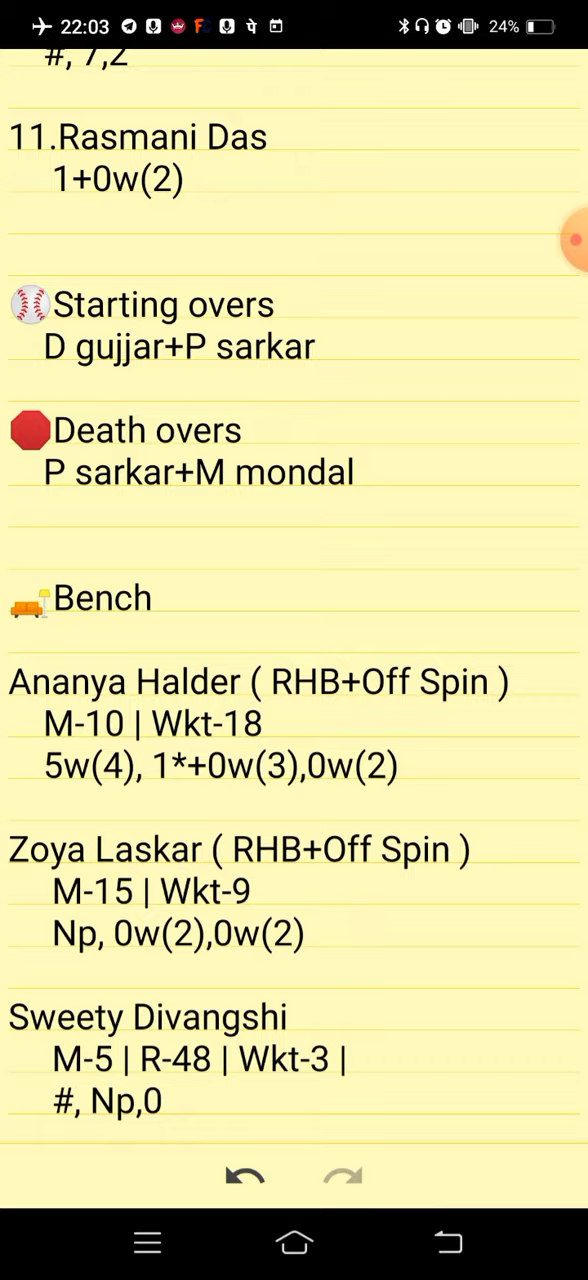 22:03
24%
#, 7,2
11.Rasmani Das
1+0w(2)
Starting overs
D gujjar+P sarkar
Death overs
P sarkar+M mondal
Bench
Ananya Halder ( RHB+Off Spin )
M-10 | Wkt-18
5w(4), 1*+0w(3),0w(2)
Zoya Laskar ( RHB+Off Spin )
M-15 | Wkt-9
Np, 0w(2),0w(2)
Sweety Divangshi
M-5 | R-48 | Wkt-3 |
#, Np,0